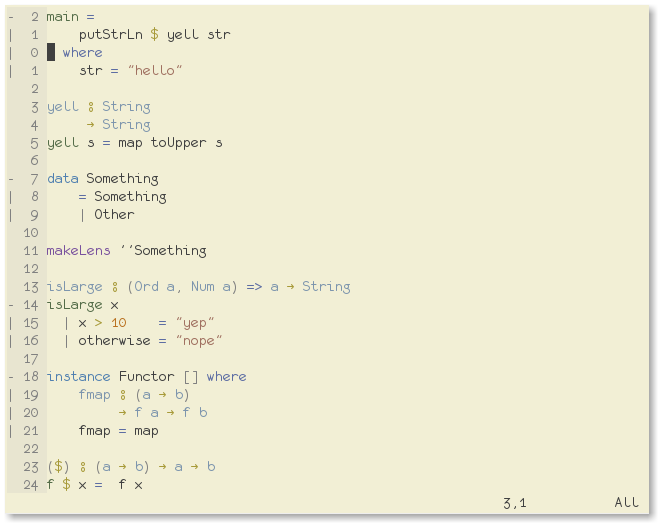 - 2 main =
| 1     putStrLn $ yell str
| 0   where
| 1     str = "hello"
  2
  3 yell : String
  4      → String
  5 yell s = map toUpper s
  6
- 7 data Something
| 8     = Something
| 9     | Other
 10
 11 makeLens ''Something
 12
 13 isLarge : (Ord a, Num a) => a → String
- 14 isLarge x
| 15   | x > 10    = "yep"
| 16   | otherwise = "nope"
 17
- 18 instance Functor [] where
| 19     fmap : (a → b)
| 20          → f a → f b
| 21     fmap = map
 22
 23 ($) : (a → b) → a → b
 24 f $ x =  f x
3,1 All